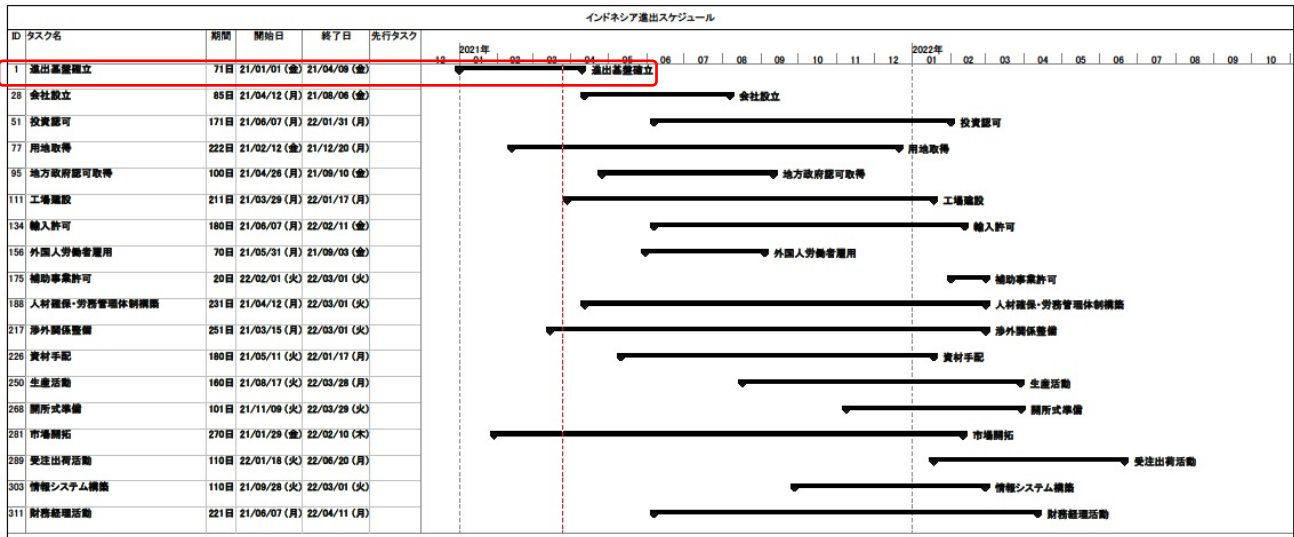 インドネシア進出スケジュール
ID タスク名 期間 開始日 終了日 先行タスク
2021年 2022年
12 01 02 03 04 05 06 07 08 09 10 11 12 01 02 03 04 05 06 07 08 09 10
1 進出基盤確立 71日 21/01/01 (金) 21/04/09 (金) 進出基盤確立
28 会社設立 85日 21/04/12 (月) 21/08/06 (金) 会社設立
51 投資認可 171日 21/06/07 (月) 22/01/31 (月) 投資認可
77 用地取得 222日 21/02/12 (金) 21/12/20 (月) 用地取得
95 地方政府認可取得 100日 21/04/26 (月) 21/09/10 (金) 地方政府認可取得
111 工場建設 211日 21/03/29 (月) 22/01/17 (月) 工場建設
134 輸入許可 180日 21/06/07 (月) 22/02/11 (金) 輸入許可
156 外国人労働者雇用 70日 21/05/31 (月) 21/09/03 (金) 外国人労働者雇用
175 補助事業許可 20日 22/02/01 (火) 22/03/01 (火) 補助事業許可
188 人材確保・労務管理体制構築 231日 21/04/12 (月) 22/03/01 (火) 人材確保・労務管理体制構築
217 渉外関係整備 251日 21/03/15 (月) 22/03/01 (火) 渉外関係整備
226 資材手配 180日 21/05/11 (火) 22/01/17 (月) 資材手配
250 生産活動 160日 21/08/17 (火) 22/03/28 (月) 生産活動
268 開所式準備 101日 21/11/09 (火) 22/03/29 (火) 開所式準備
281 市場開拓 270日 21/01/29 (金) 22/02/10 (木) 市場開拓
289 受注出荷活動 110日 22/01/18 (火) 22/06/20 (月) 受注出荷活動
303 情報システム構築 110日 21/09/28 (火) 22/03/01 (火) 情報システム構築
311 財務経理活動 221日 21/06/07 (月) 22/04/11 (月) 財務経理活動